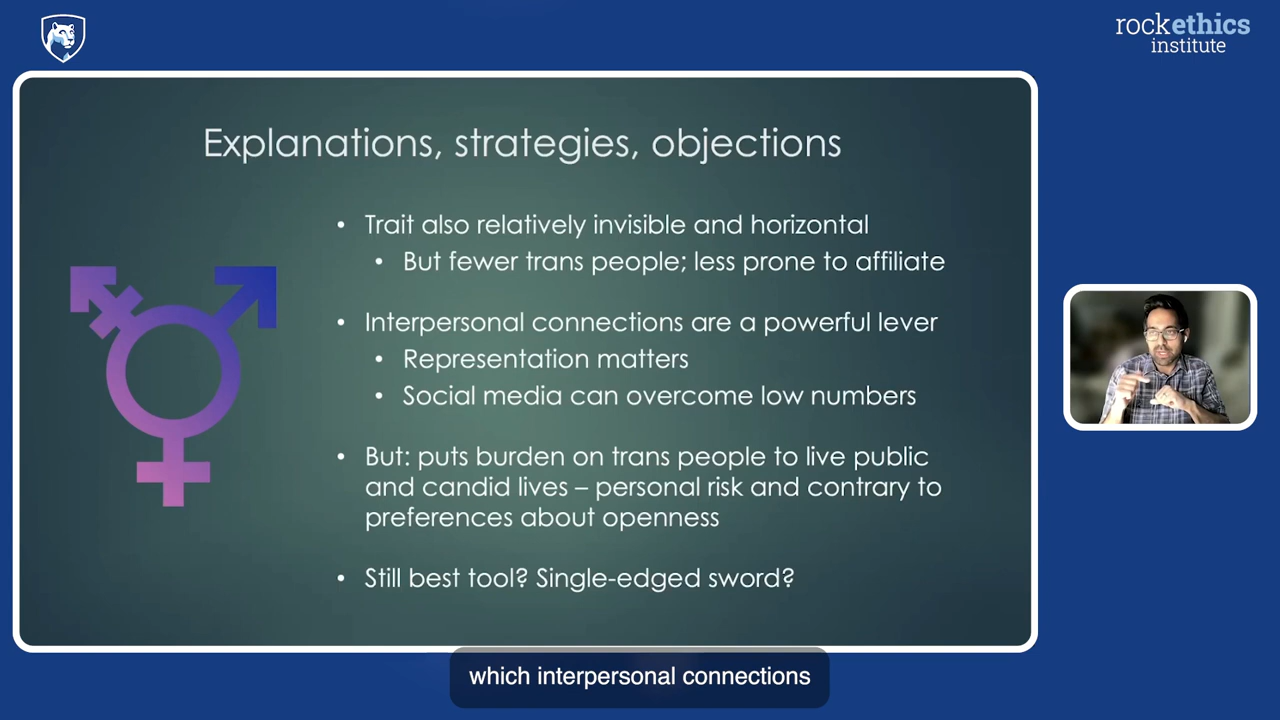 rockethics
institute
Explanations, strategies, objections
• Trait also relatively invisible and horizontal
• But fewer trans people; less prone to affiliate
• Interpersonal connections are a powerful lever
• Representation matters
• Social media can overcome low numbers
• But: puts burden on trans people to live public
and candid lives – personal risk and contrary to
preferences about openness
• Still best tool? Single-edged sword?
which interpersonal connections